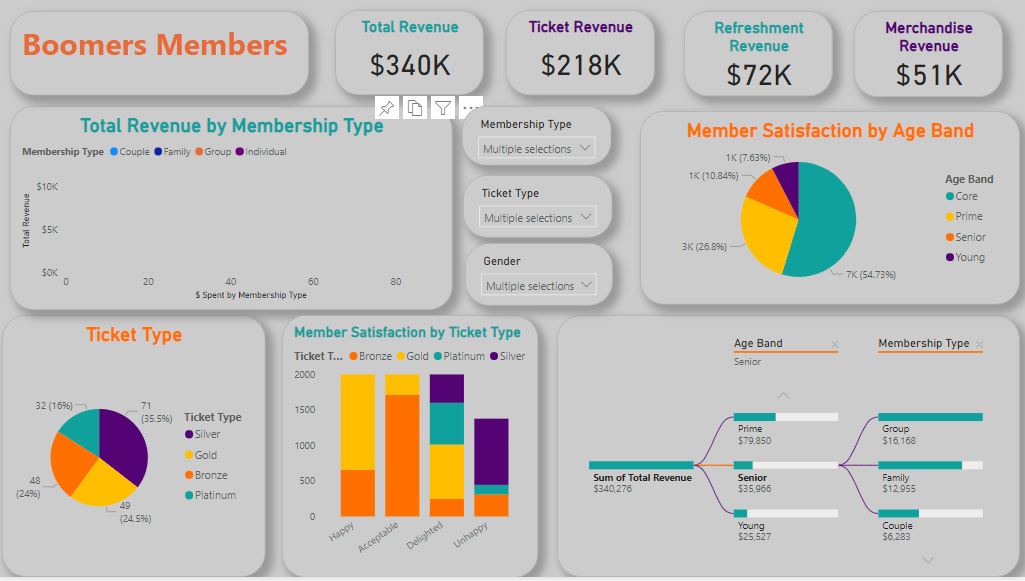 Boomers Members
Total Revenue
$340K
Ticket Revenue
$218K
Refreshment
Revenue
$72K
Merchandise
Revenue
$51K
Total Revenue by Membership Type
Membership Type Couple Family Group Individual
Total Revenue
$10K
$5K
$0K
0 20 40 60 80
$ Spent by Membership Type
Membership Type
Multiple selections
Ticket Type
Multiple selections
Gender
Multiple selections
Member Satisfaction by Age Band
1K (7.63%)
1K (10.84%)
3K (26.8%)
7K (54.73%)
Age Band
Core
Prime
Senior
Young
Ticket Type
32 (16%)
71
(35.5%)
48
(24%)
49
(24.5%)
Ticket Type
Silver
Gold
Bronze
Platinum
Member Satisfaction by Ticket Type
Ticket T... Bronze Gold Platinum Silver
2000
1500
1000
500
0
Happy
Acceptable
Delighted
Unhappy
Age Band
Senior
Membership Type
Sum of Total Revenue
$340,276
Prime
$79,850
Senior
$35,966
Young
$25,527
Group
$16,168
Family
$12,955
Couple
$6,283